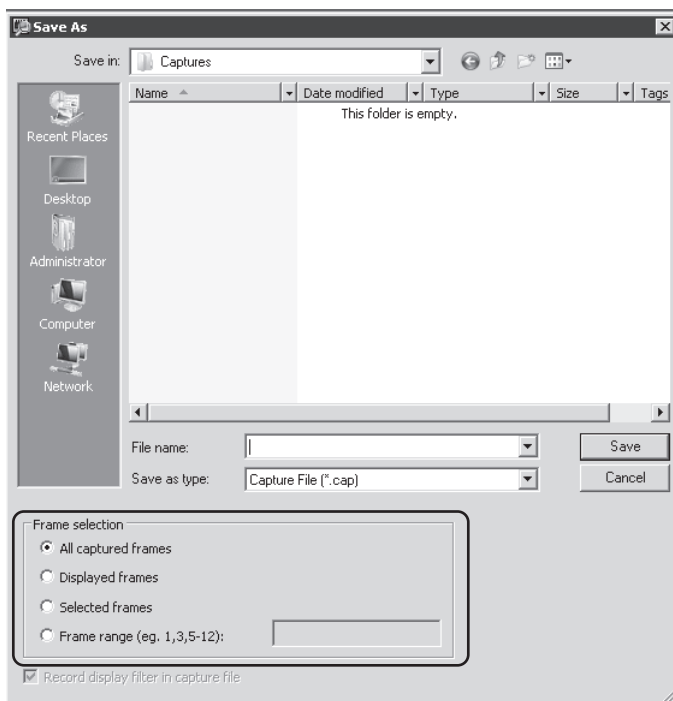 Save As
Save in:
Captures
Name
Date modified
Type
Size
Tags
This folder is empty.
Recent Places
Desktop
Administrator
Computer
Network
File name:
Save
Save as type:
Capture File (*.cap)
Cancel
Frame selection
All captured frames
Displayed frames
Selected frames
Frame range (eg. 1,3,5-12):
Record display filter in capture file